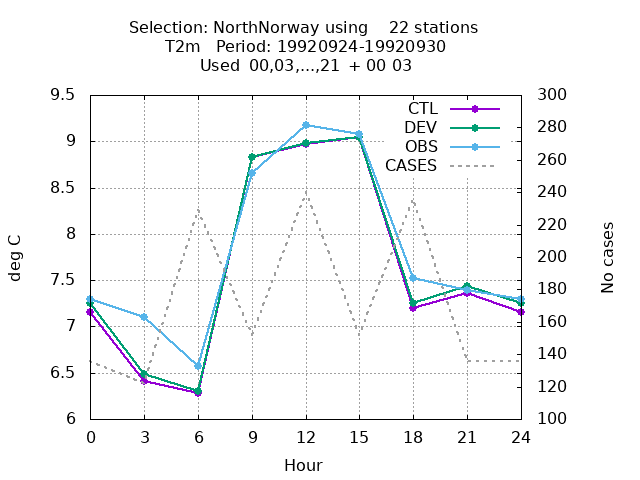 Selection: NorthNorway using 22 stations
T2m Period: 19920924-19920930
Used 00,03,...,21 + 00 03
9.5
9
8.5
8
7.5
7
6.5
6
deg C
CTL
DEV
OBS
CASES
300
280
260
240
220
200
180
160
140
120
100
No cases
0 3 6 9 12 15 18 21 24
Hour